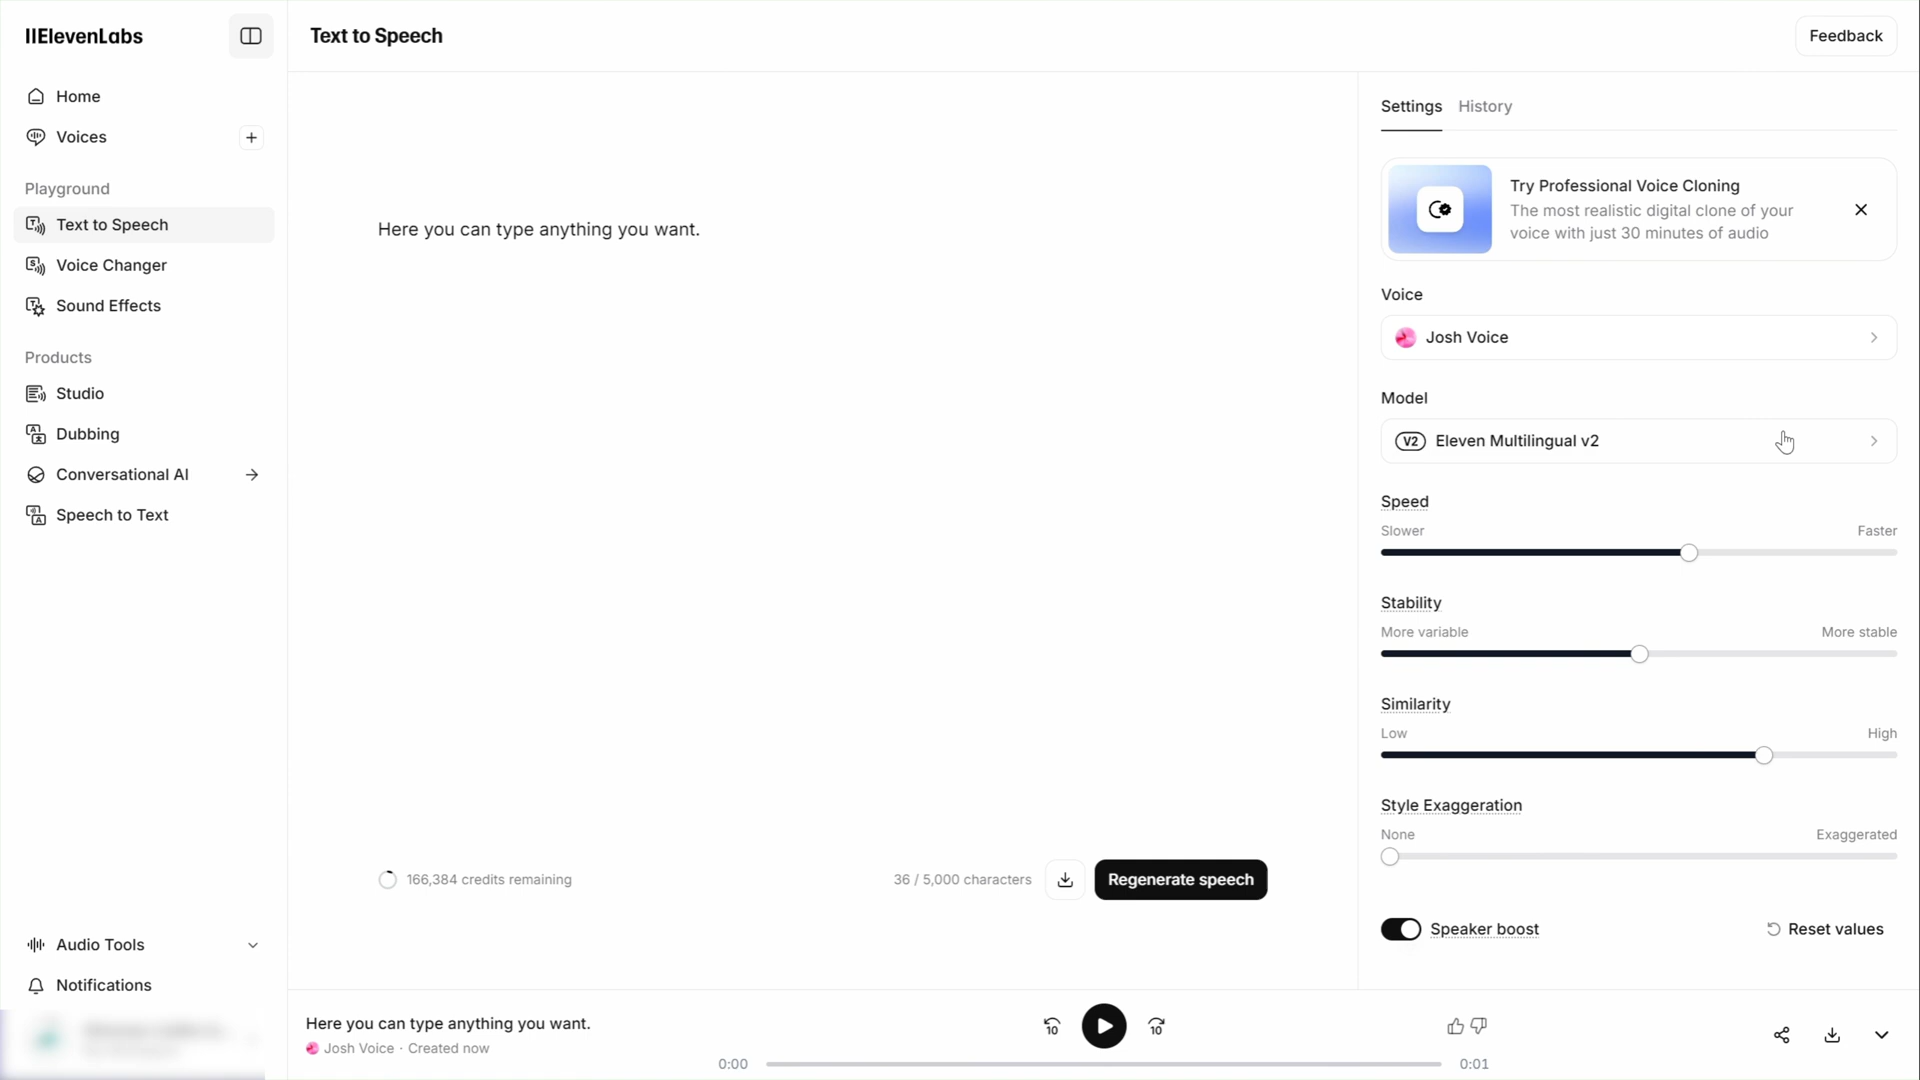 IIElevenLabs
Home
Voices
Playground
Text to Speech
Voice Changer
Sound Effects
Products
Studio
Dubbing
Conversational AI
Speech to Text
Audio Tools
Notifications
Text to Speech
Feedback
Here you can type anything you want.
166,384 credits remaining
36 / 5,000 characters
Regenerate speech
Settings History
Try Professional Voice Cloning
The most realistic digital clone of your
voice with just 30 minutes of audio
Voice
Josh Voice
Model
V2 Eleven Multilingual v2
Speed
Slower Faster
Stability
More variable More stable
Similarity
Low High
Style Exaggeration
None Exaggerated
Speaker boost
Reset values
Here you can type anything you want.
Josh Voice · Created now
10 10
0:00 0:01